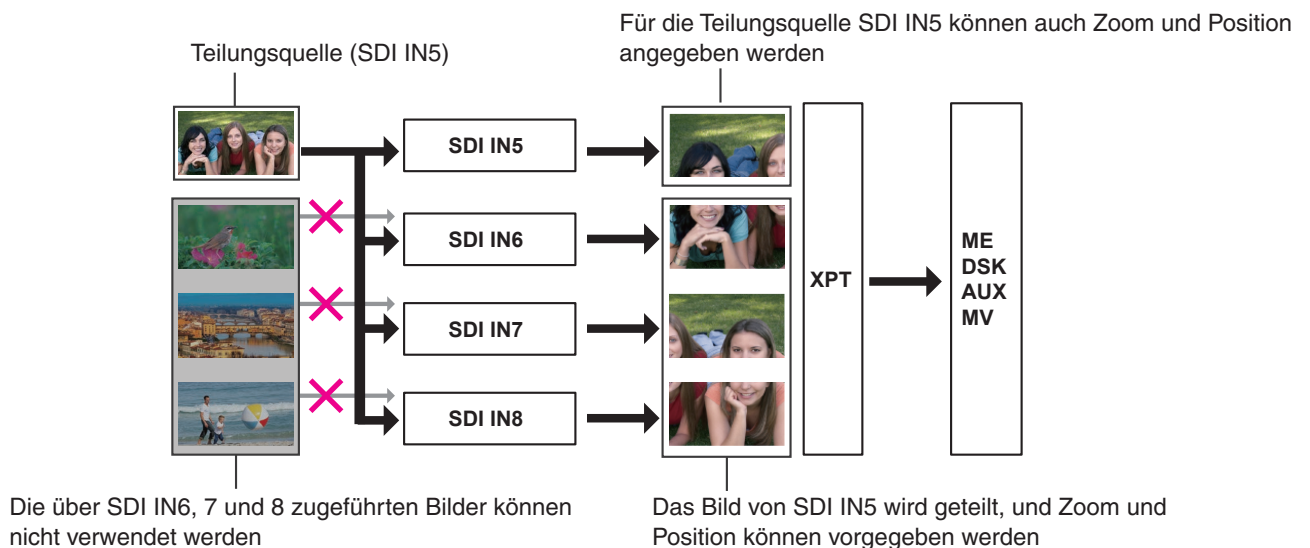 Für die Teilungsquelle SDI IN5 können auch Zoom und Position
angegeben werden
Teilungsquelle (SDI IN5)
SDI IN5
SDI IN6
SDI IN7
SDI IN8
XPT
ME
DSK
AUX
MV
Die über SDI IN6, 7 und 8 zugeführten Bilder können
nicht verwendet werden
Das Bild von SDI IN5 wird geteilt, und Zoom und
Position können vorgegeben werden